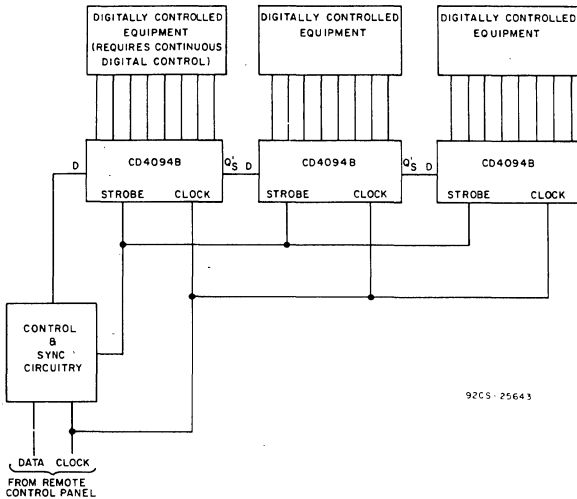 DIGITALLY CONTROLLED
EQUIPMENT
(REQUIRES CONTINUOUS
DIGITAL CONTROL)
DIGITALLY CONTROLLED
EQUIPMENT
DIGITALLY CONTROLLED
EQUIPMENT
D
CD4094B
STROBE CLOCK
Q'S D
CD4094B
STROBE CLOCK
Q'S D
CD4094B
STROBE CLOCK
CONTROL
&
SYNC
CIRCUITRY
92CS-25643
DATA CLOCK
FROM REMOTE
CONTROL PANEL